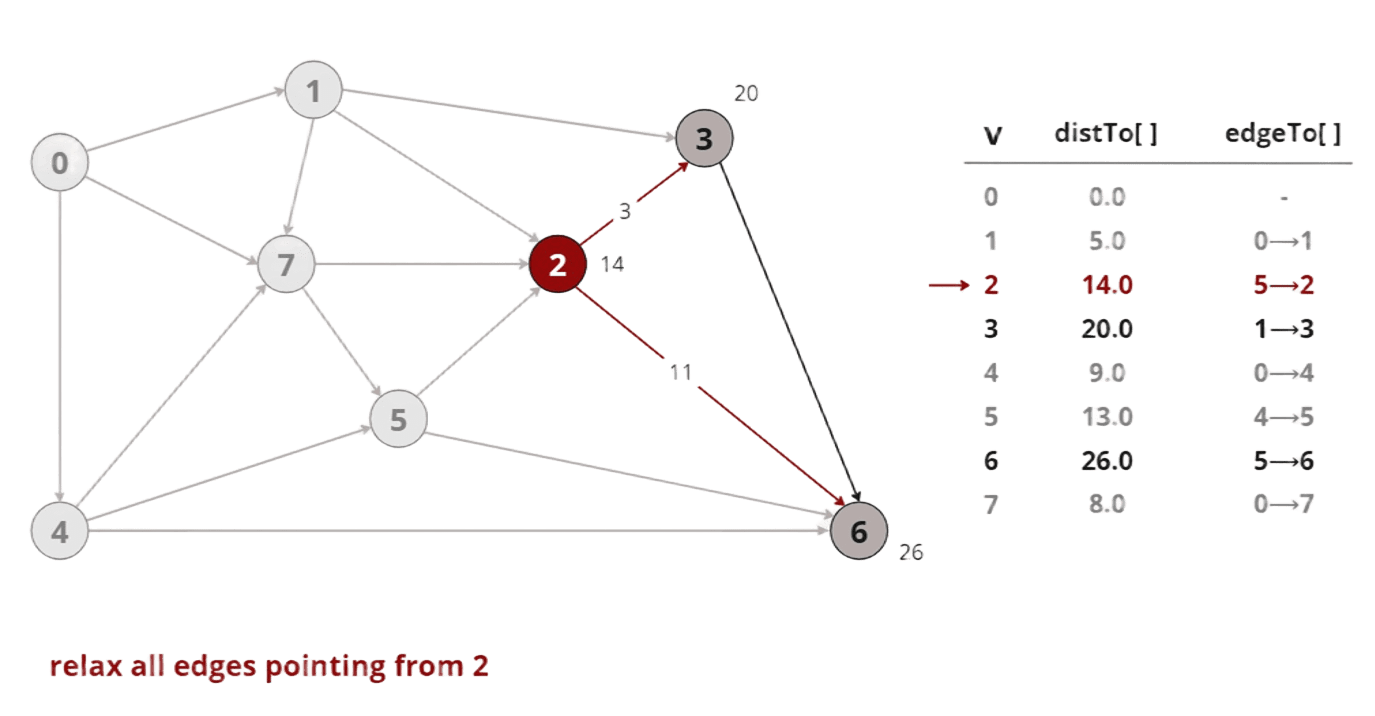 1
20
3
0
3
7
2
14
11
5
4
6
26
V distTo[ ] edgeTo[ ]
0 0.0 -
1 5.0 0→1
→ 2 14.0 5→2
3 20.0 1→3
4 9.0 0→4
5 13.0 4→5
6 26.0 5→6
7 8.0 0→7
relax all edges pointing from 2